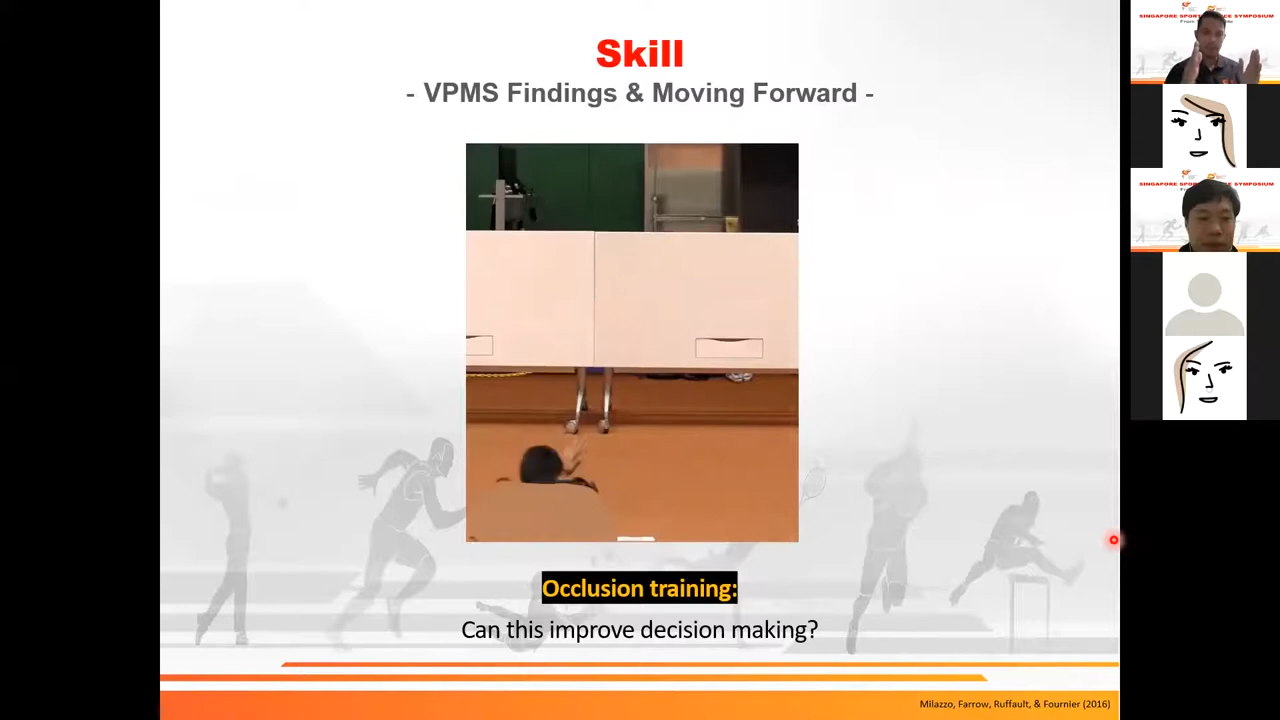 Skill
- VPMS Findings & Moving Forward -
Occlusion training:
Can this improve decision making?
Milazzo, Farrow, Ruffault, & Fournier (2016)